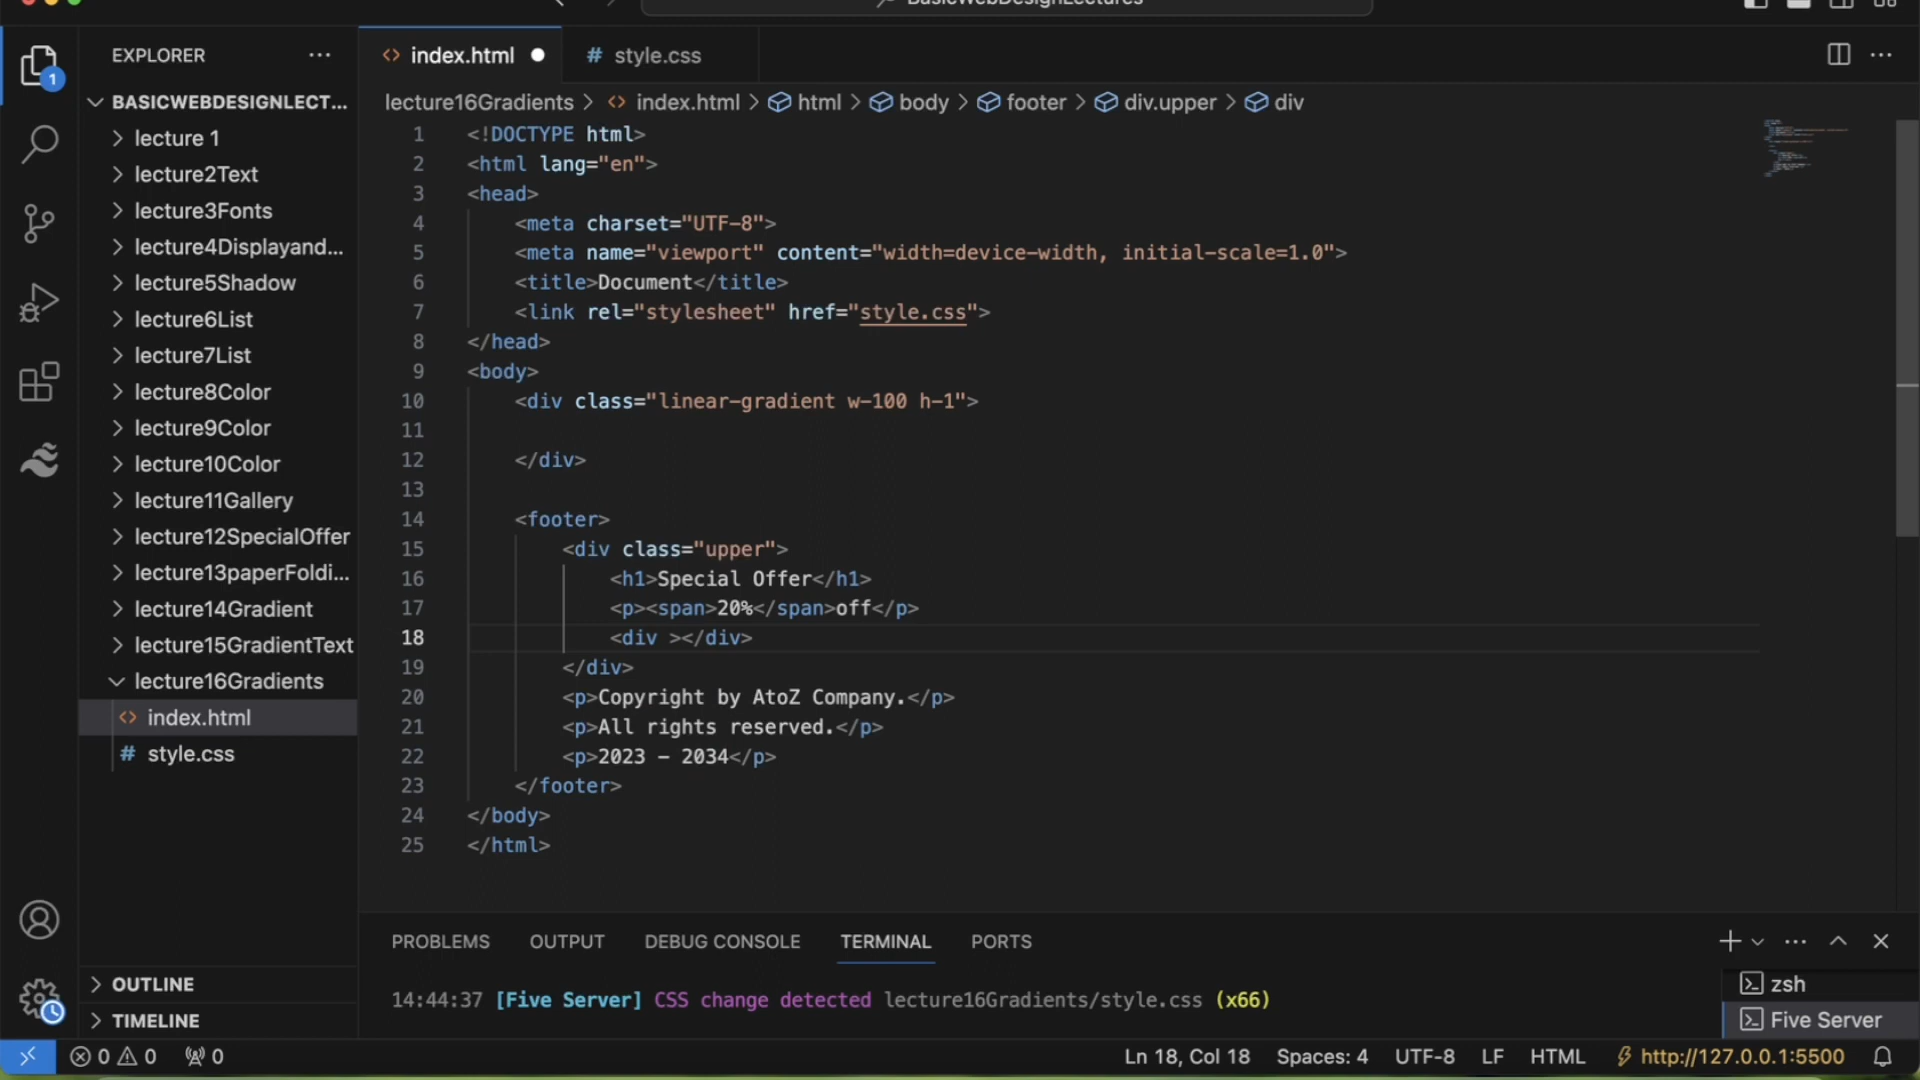 BasicWebDesignLectures
EXPLORER
index.html
# style.css
1
BASICWEBDESIGNLECT...
lecture16Gradients > index.html > html > body > footer > div.upper > div
lecture 1
lecture2Text
lecture3Fonts
lecture4Displayand...
lecture5Shadow
lecture6List
lecture7List
lecture8Color
lecture9Color
lecture10Color
lecture11Gallery
lecture12SpecialOffer
lecture13paperFoldi...
lecture14Gradient
lecture15GradientText
lecture16Gradients
index.html
# style.css
OUTLINE
TIMELINE
1 <!DOCTYPE html>
2 <html lang="en">
3 <head>
4 <meta charset="UTF-8">
5 <meta name="viewport" content="width=device-width, initial-scale=1.0">
6 <title>Document</title>
7 <link rel="stylesheet" href="style.css">
8 </head>
9 <body>
10 <div class="linear-gradient w-100 h-1">
11
12 </div>
13
14 <footer>
15 <div class="upper">
16 <h1>Special Offer</h1>
17 <p><span>20%</span>off</p>
18 <div ></div>
19 </div>
20 <p>Copyright by AtoZ Company.</p>
21 <p>All rights reserved.</p>
22 <p>2023 - 2034</p>
23 </footer>
24 </body>
25 </html>
PROBLEMS OUTPUT DEBUG CONSOLE TERMINAL PORTS
14:44:37 [Five Server] CSS change detected lecture16Gradients/style.css (x66)
zsh
Five Server
0 0 0 Ln 18, Col 18 Spaces: 4 UTF-8 LF HTML http://127.0.0.1:5500